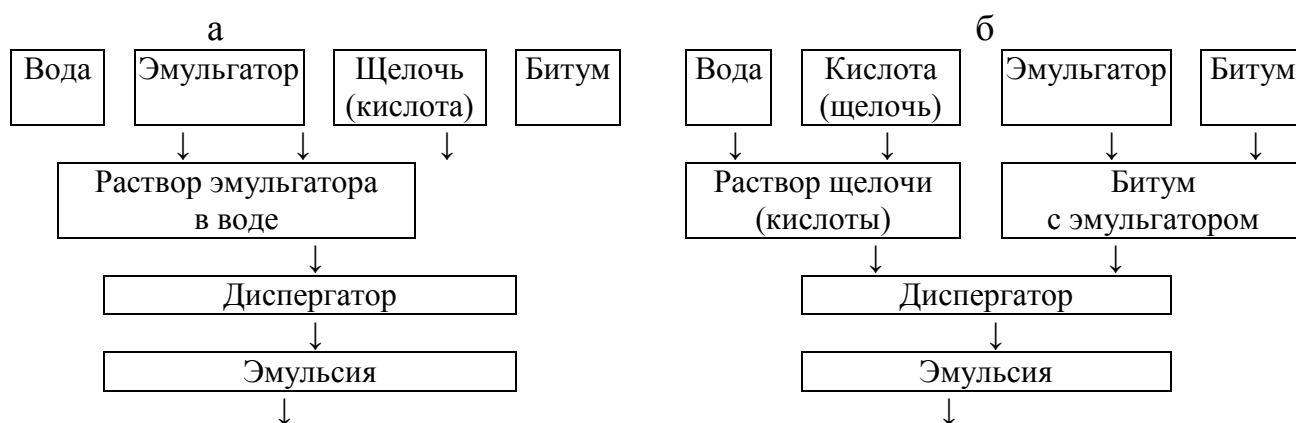 а
Вода
Эмульгатор
Щелочь
(кислота)
Битум
Раствор эмульгатора
в воде
Диспергатор
Эмульсия
б
Вода
Кислота
(щелочь)
Эмульгатор
Битум
Раствор щелочи
(кислоты)
Битум
с эмульгатором
Диспергатор
Эмульсия